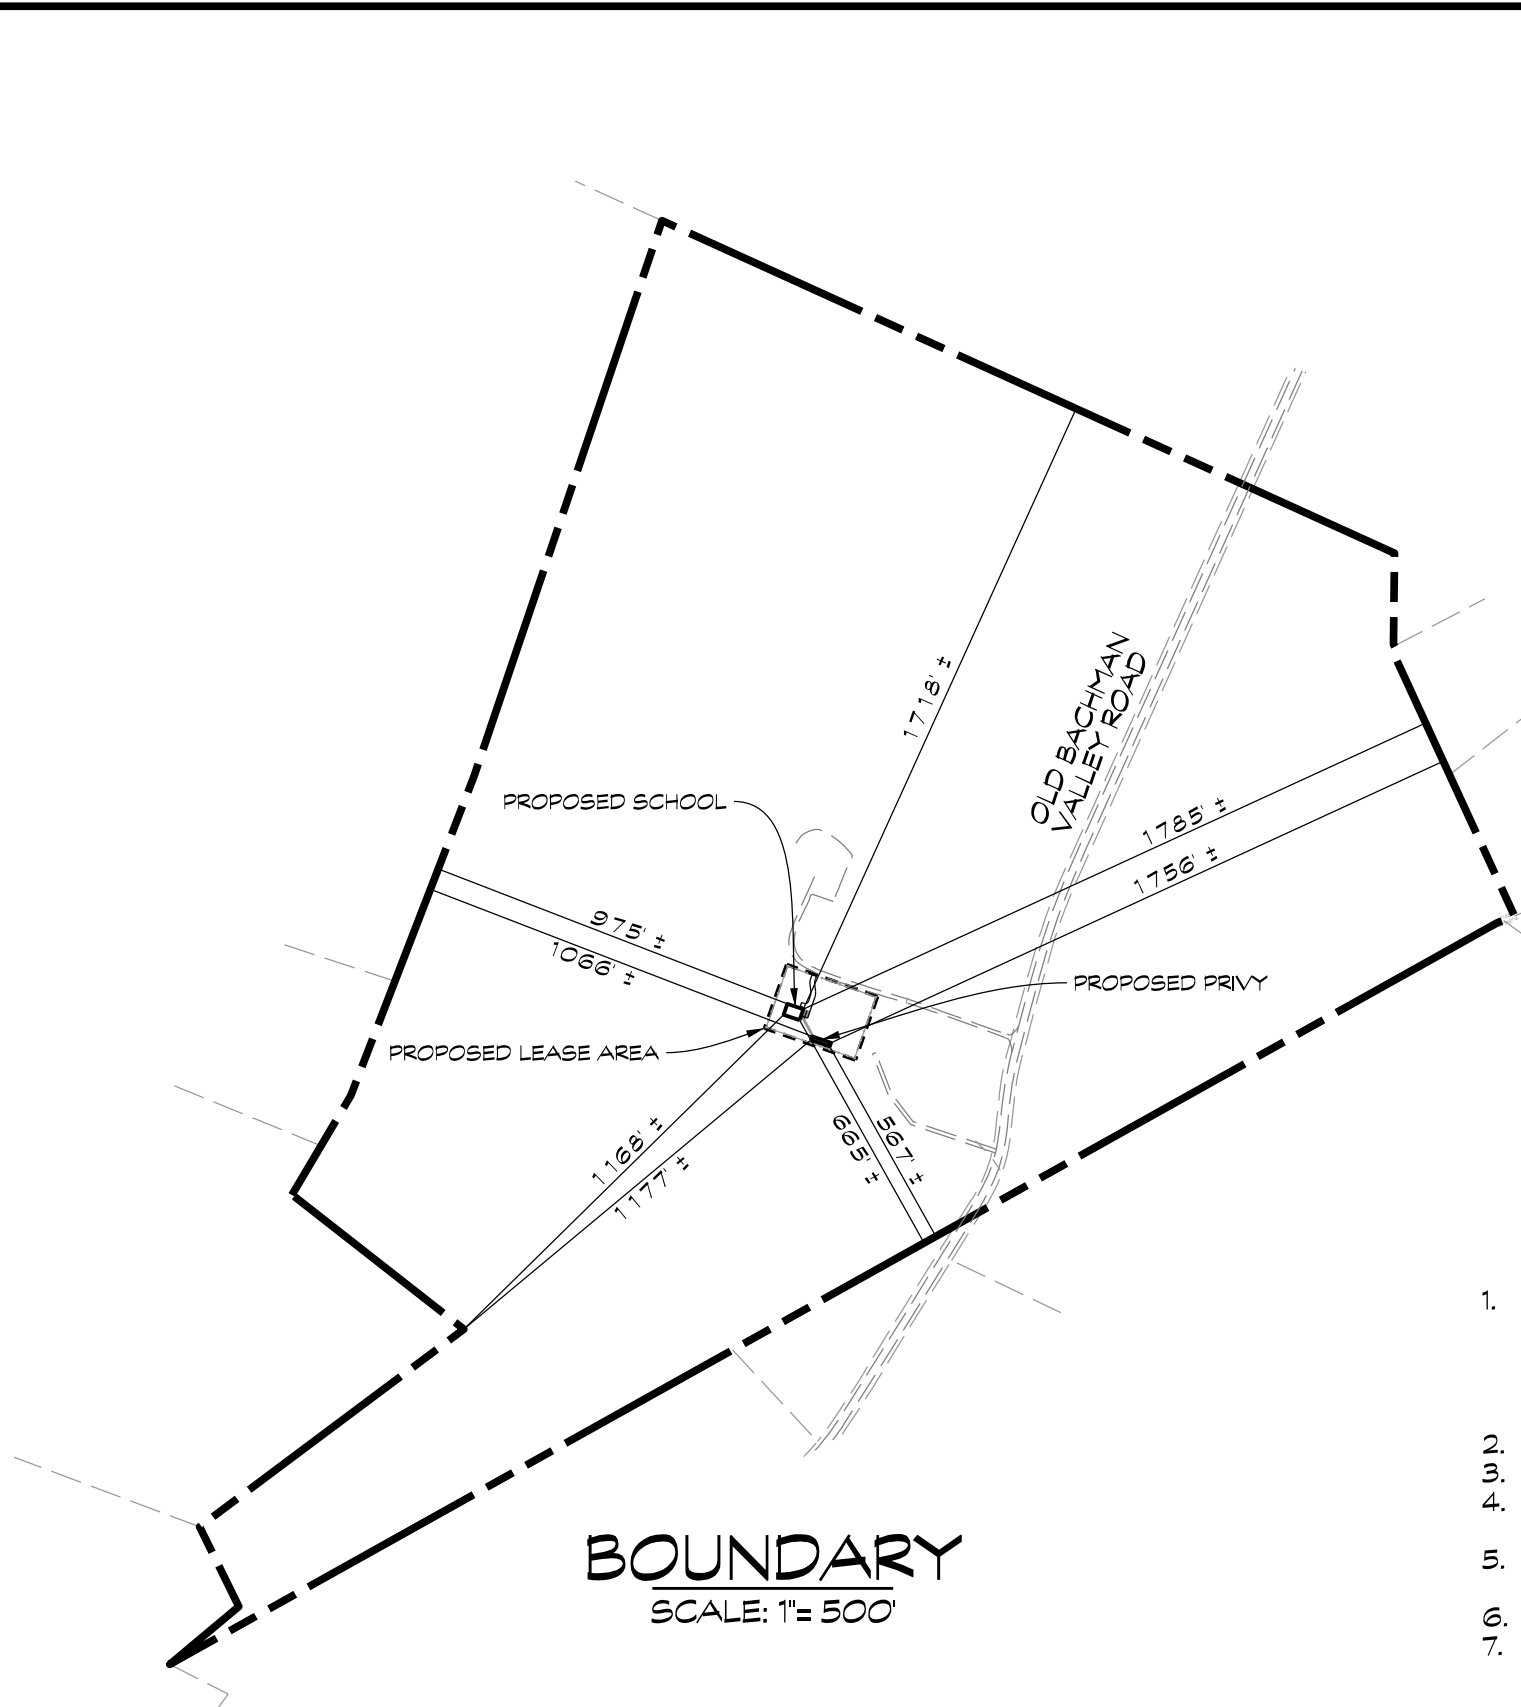 1718' ±
OLD BACHMAN
VALLEY ROAD
PROPOSED SCHOOL
1785' ±
1756' ±
975' ±
1066' ±
PROPOSED PRIVY
PROPOSED LEASE AREA
1168' ±
1177' ±
665' ±
567' ±
1.
2.
3.
4.
5.
6.
7.
BOUNDARY
SCALE: 1"= 500'